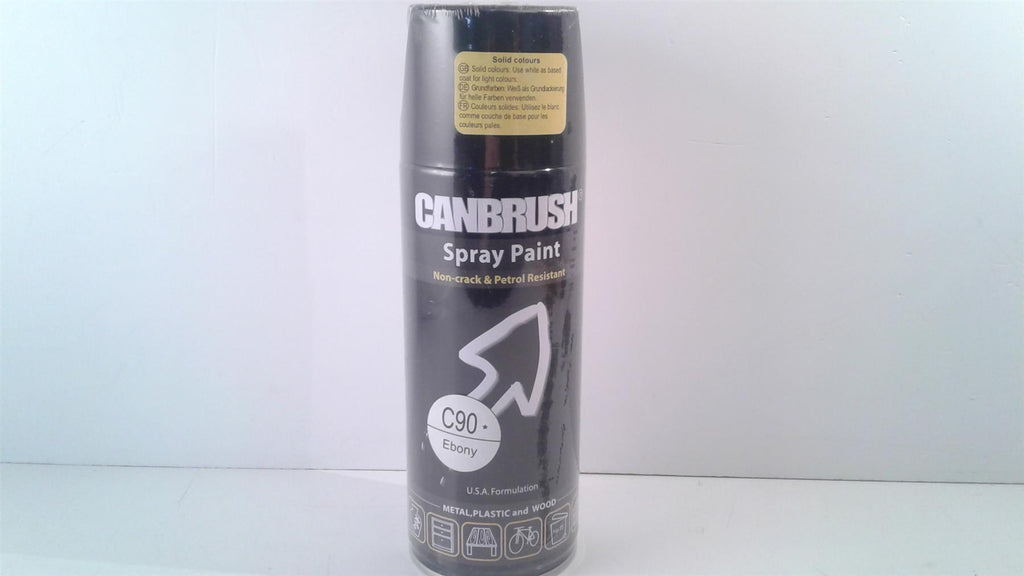 Solid colours
GB Solid colours: Use white as based
coat for light colours.
DE Grundfarben: Weiß als Grundackierung
für helle Farben verwenden.
FR Couleurs solides: Utilisez le blanc
comme couche de base pour les
couleurs pales.
CANBRUSH®
Spray Paint
Non-crack & Petrol Resistant
C90 *
Ebony
U.S.A. Formulation
METAL, PLASTIC and WOOD